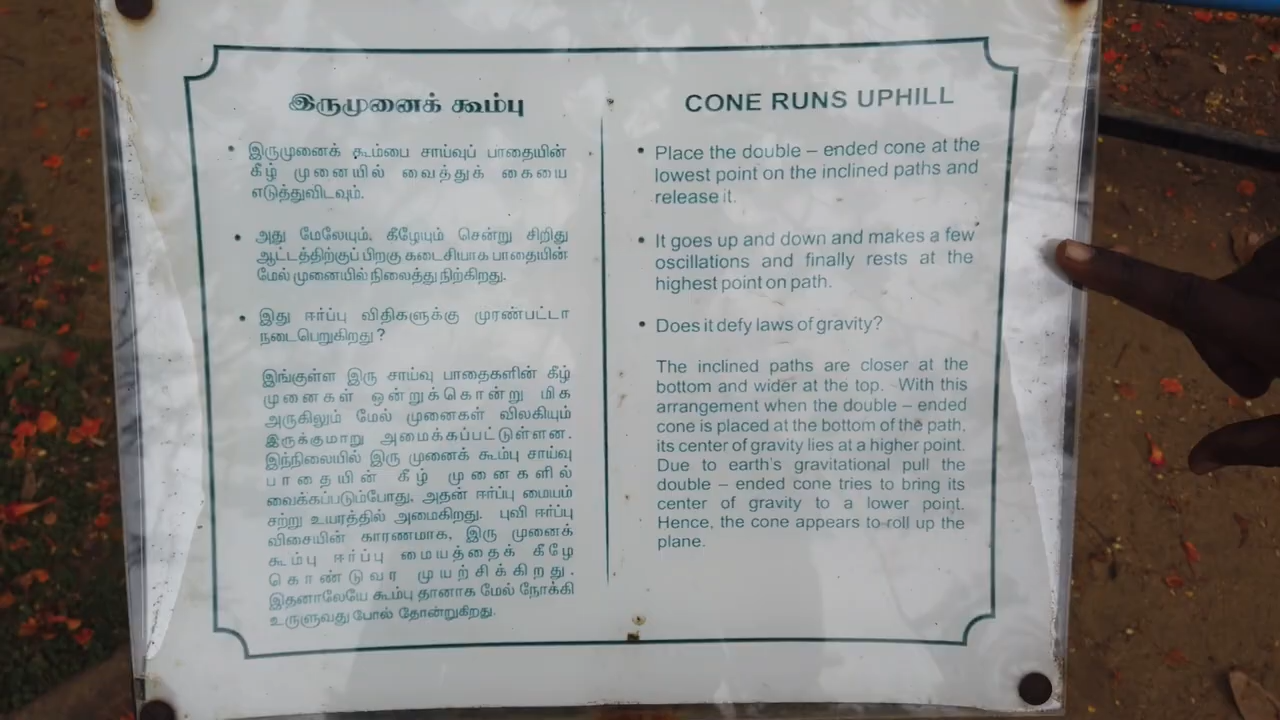 இருமுனைக் கூம்பு
இருமுனைக் கூம்பை சாய்வுப் பாதையின்
கீழ் முனையில் வைத்துக் கையை
எடுத்துவிடவும்.
அது மேலேயும், கீழேயும் சென்று சிறிது
ஆட்டத்திற்குப் பிறகு கடைசியாக பாதையின்
மேல் முனையில் நிலைத்து நிற்கிறது.
இது ஈர்ப்பு விதிகளுக்கு முரண்பட்டா
நடைபெறுகிறது ?
இங்குள்ள இரு சாய்வு பாதைகளின் கீழ்
முனைகள் ஒன்றுக்கொன்று மிக
அருகிலும் மேல் முனைகள் விலகியும்
இருக்குமாறு அமைக்கப்பட்டுள்ளன.
இந்நிலையில் இரு முனைக் கூம்பு சாய்வு
பாதையின் கீழ் முனைகளில்
வைக்கப்படும்போது, அதன் ஈர்ப்பு மையம்
சற்று உயரத்தில் அமைகிறது. புவி ஈர்ப்பு
விசையின் காரணமாக, இரு முனைக்
கூம்பு ஈர்ப்பு மையத்தைக் கீழே
கொண்டுவர முயற்சிக்கிறது.
இதனாலேயே கூம்பு தானாக மேல் நோக்கி
உருளுவது போல் தோன்றுகிறது.
CONE RUNS UPHILL
• Place the double – ended cone at the
lowest point on the inclined paths and
release it.
• It goes up and down and makes a few
oscillations and finally rests at the
highest point on path.
• Does it defy laws of gravity?
The inclined paths are closer at the
bottom and wider at the top. With this
arrangement when the double – ended
cone is placed at the bottom of the path,
its center of gravity lies at a higher point.
Due to earth's gravitational pull the
double – ended cone tries to bring its
center of gravity to a lower point.
Hence, the cone appears to roll up the
plane.